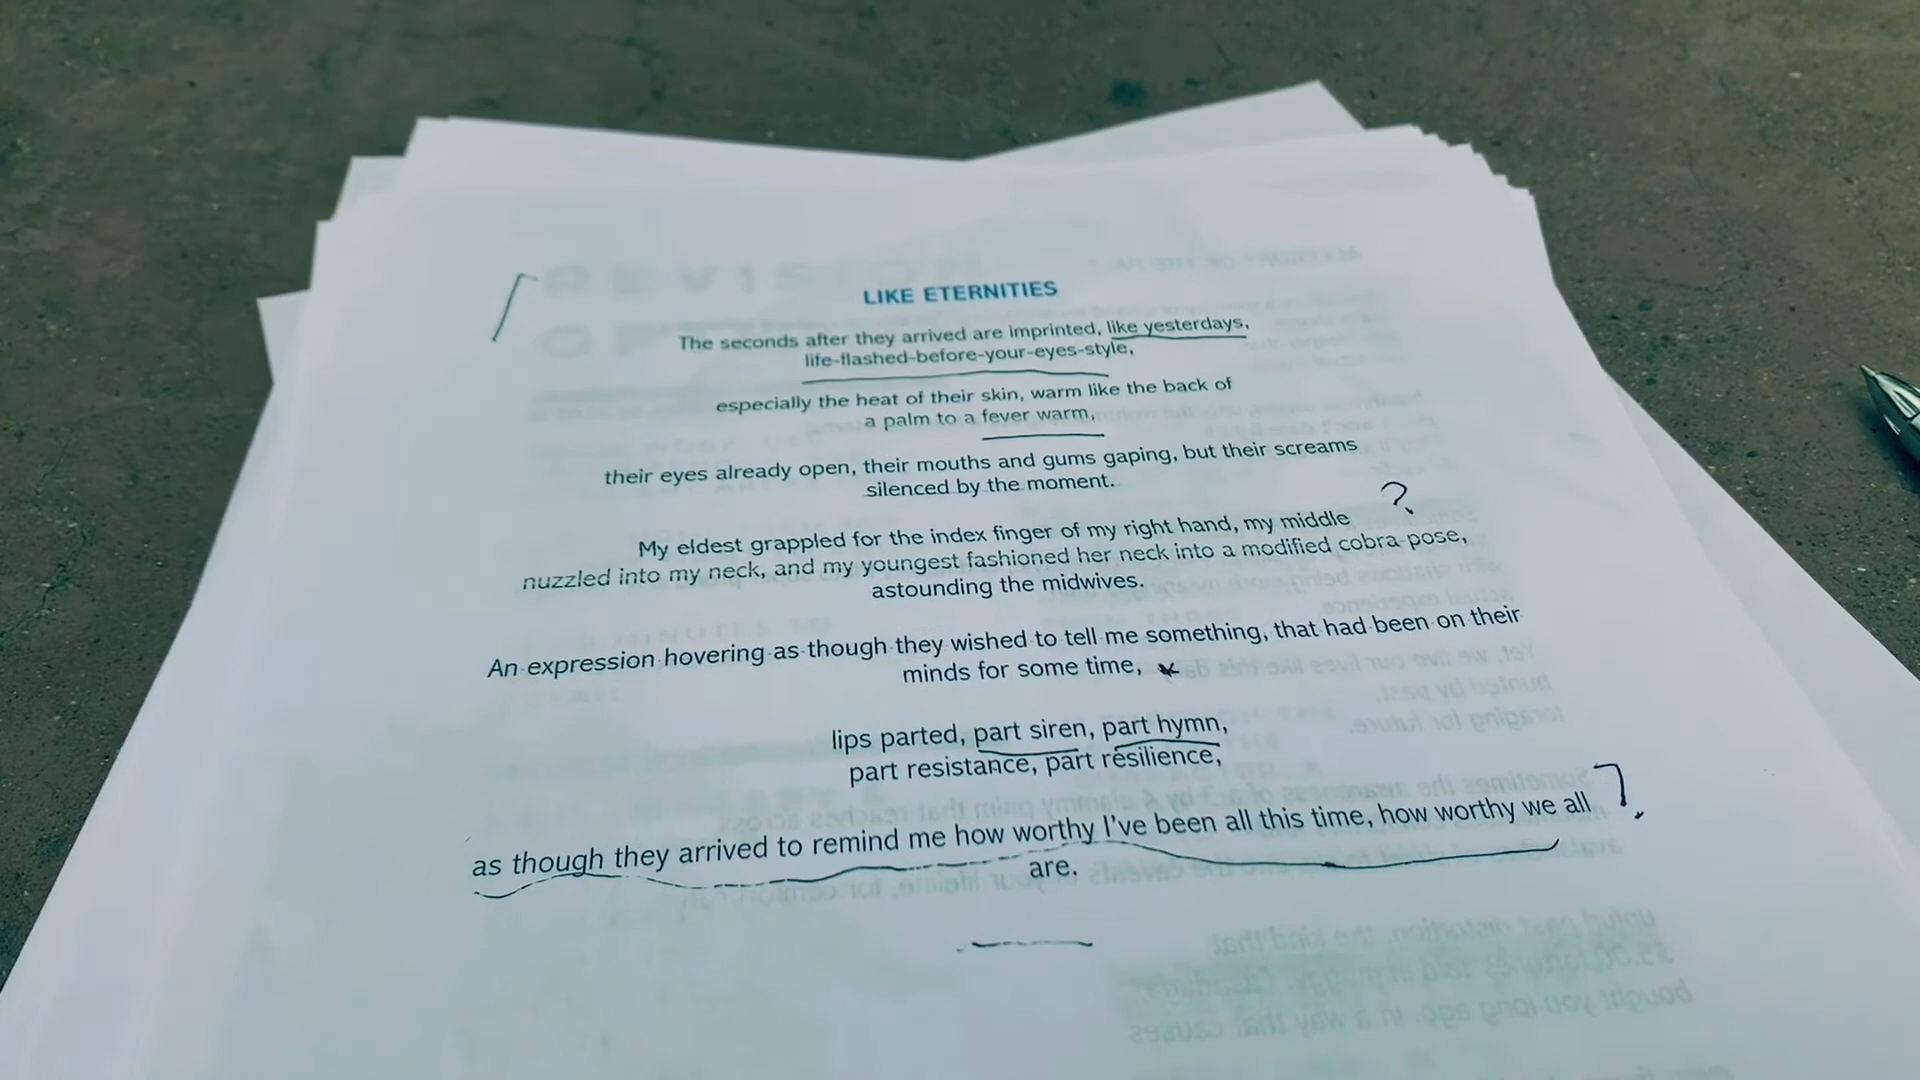 LIKE ETERNITIES
The seconds after they arrived are imprinted, like yesterdays,
life-flashed-before-your-eyes-style,
especially the heat of their skin, warm like the back of
a palm to a fever warm,
their eyes already open, their mouths and gums gaping, but their screams
silenced by the moment.
?
My eldest grappled for the index finger of my right hand, my middle
nuzzled into my neck, and my youngest fashioned her neck into a modified cobra pose,
astounding the midwives.
An expression hovering as though they wished to tell me something, that had been on their
minds for some time,
lips parted, part siren, part hymn,
part resistance, part resilience,
as though they arrived to remind me how worthy I've been all this time, how worthy we all
are.